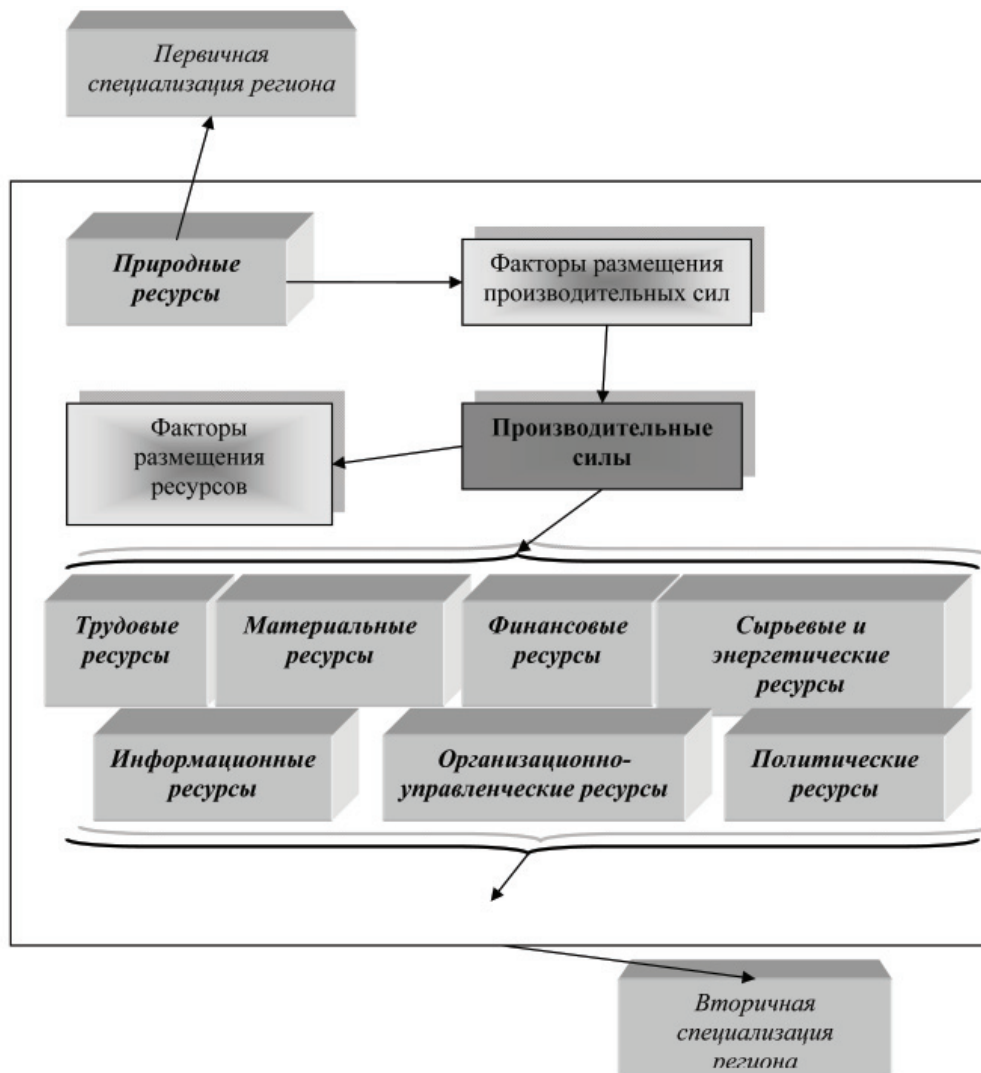 Первичная
специализация региона
Природные
ресурсы
Факторы размещения
производительных сил
Факторы
размещения
ресурсов
Производительные
силы
Трудовые
ресурсы
Материальные
ресурсы
Финансовые
ресурсы
Сырьевые и
энергетические
ресурсы
Информационные
ресурсы
Организационно-
управленческие ресурсы
Политические
ресурсы
Вторичная
специализация
региона